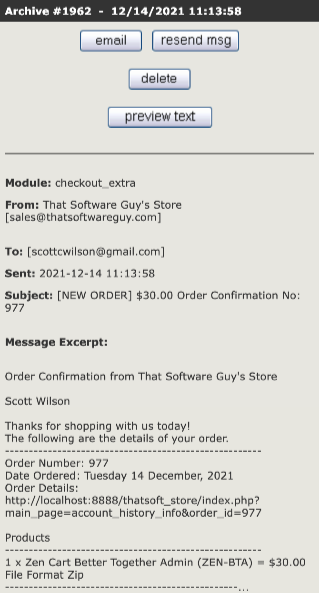 Archive #1962 - 12/14/2021 11:13:58
email resend msg
delete
preview text
Module: checkout_extra
From: That Software Guy's Store
[sales@thatsoftwareguy.com]
To: [scottcwilson@gmail.com]
Sent: 2021-12-14 11:13:58
Subject: [NEW ORDER] $30.00 Order Confirmation No:
977
Message Excerpt:
Order Confirmation from That Software Guy's Store
Scott Wilson
Thanks for shopping with us today!
The following are the details of your order.
------------------------------------------------------
Order Number: 977
Date Ordered: Tuesday 14 December, 2021
Order Details:
http://localhost:8888/thatsoft_store/index.php?
main_page=account_history_info&order_id=977
Products
------------------------------------------------------
1 x Zen Cart Better Together Admin (ZEN-BTA) = $30.00
File Format Zip
-------------------------------------------------...